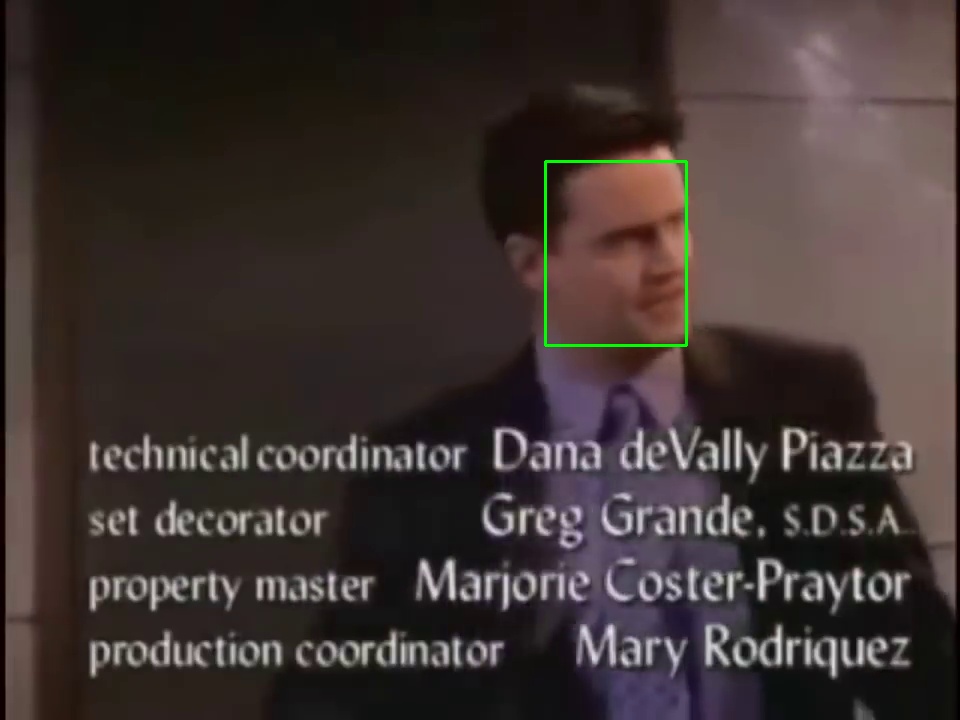 technical coordinator Dana deVally Piazza
set decorator Greg Grande, S.D.S.A.
property master Marjorie Coster-Praytor
production coordinator Mary Rodriquez